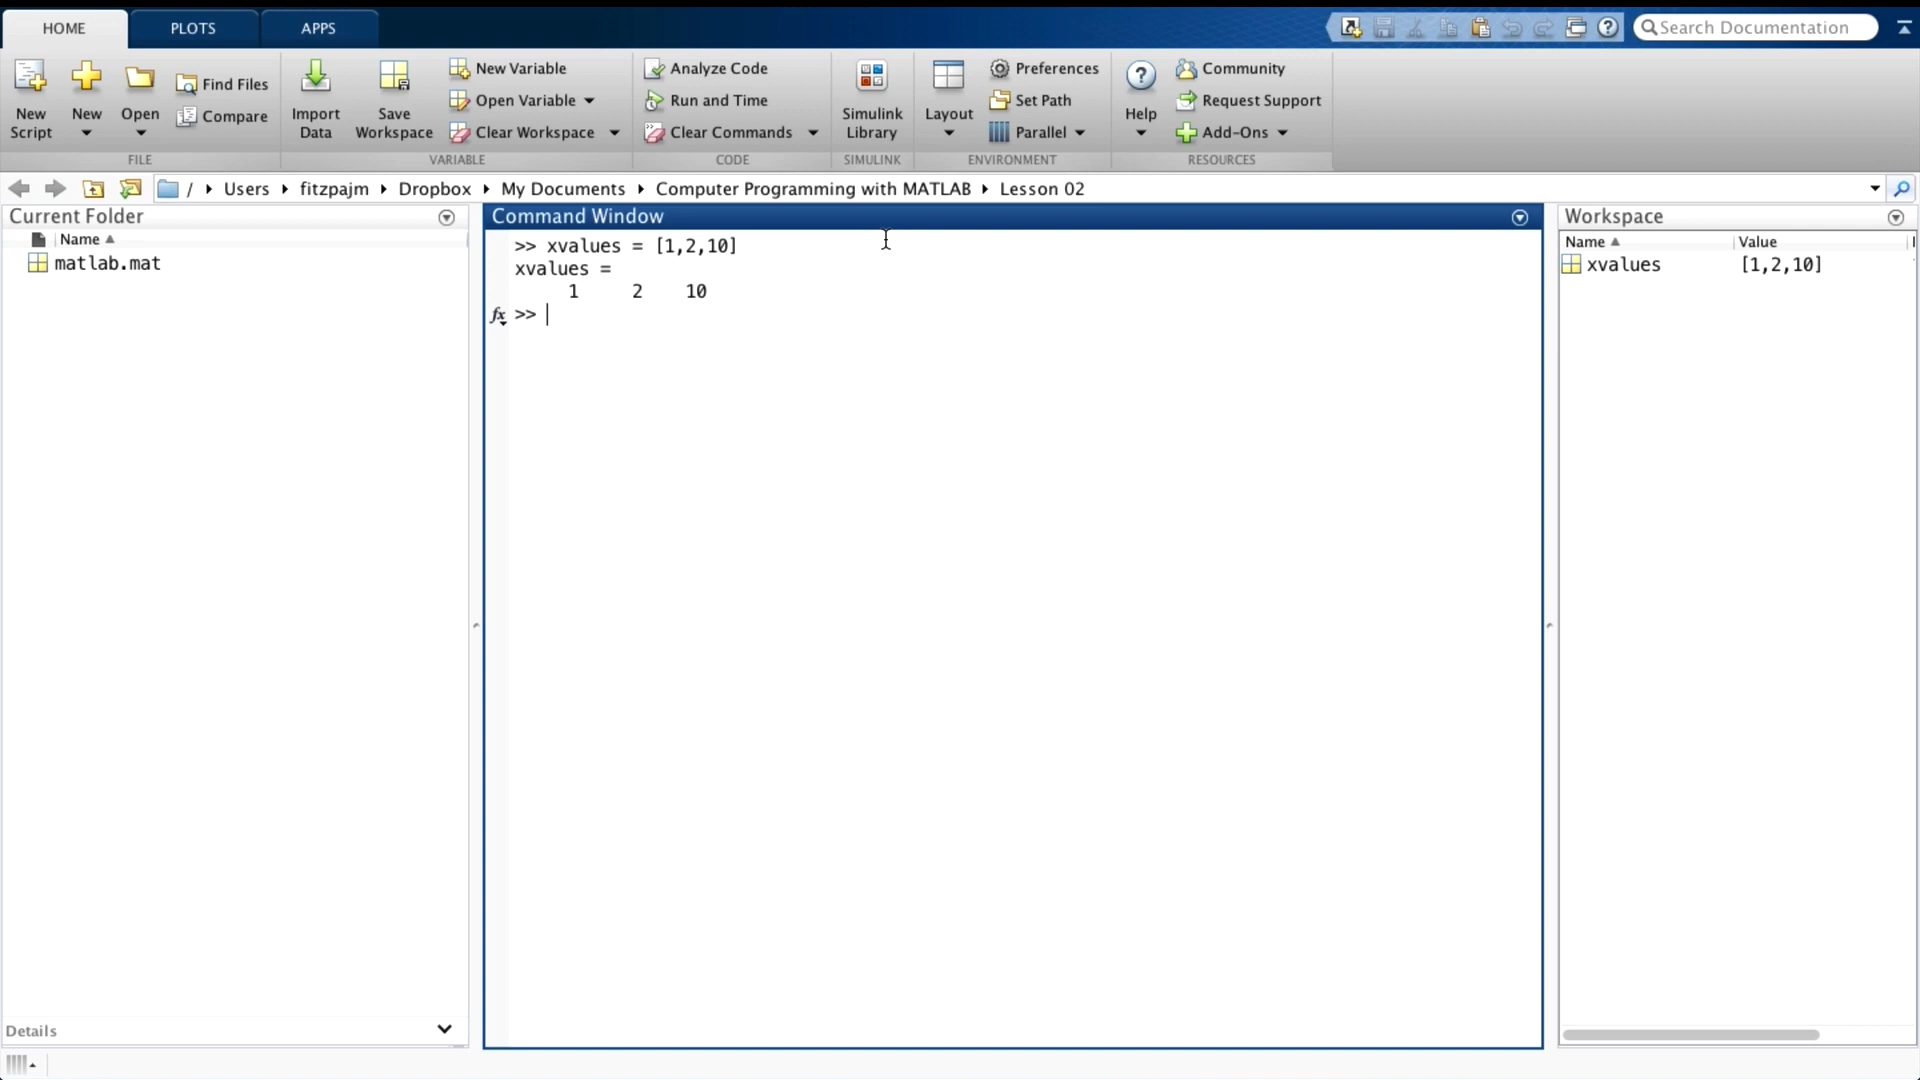 HOME PLOTS APPS Search Documentation
New Script New Open Find Files Compare
Import Data Save Workspace New Variable Open Variable Clear Workspace
Analyze Code Run and Time Clear Commands
Simulink Library Layout Preferences Set Path Parallel
Help Community Request Support Add-Ons
FILE VARIABLE CODE SIMULINK ENVIRONMENT RESOURCES
/ Users fitzpajm Dropbox My Documents Computer Programming with MATLAB Lesson 02
Current Folder
Name
matlab.mat
Details
Command Window
>> xvalues = [1,2,10]
xvalues =
1 2 10
fx >>
Workspace
Name Value
xvalues [1,2,10]